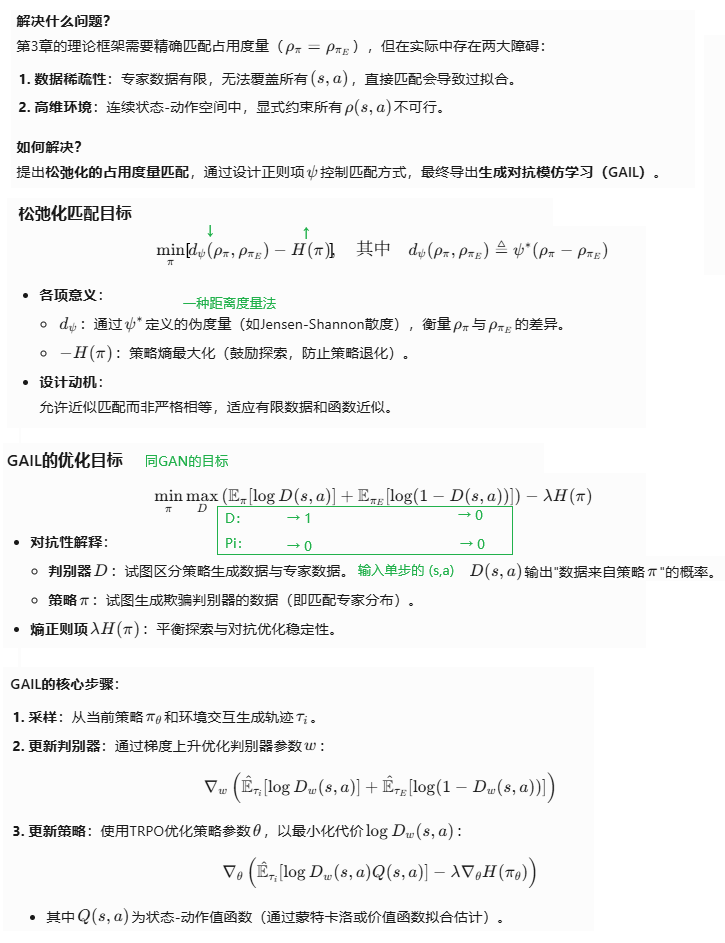 解决什么问题？
第3章的理论框架需要精确匹配占用度量（$\rho_\pi = \rho_{\pi_E}$），但在实际中存在两大障碍：
1. 数据稀疏性：专家数据有限，无法覆盖所有$(s, a)$，直接匹配会导致过拟合。
2. 高维环境：连续状态-动作空间中，显式约束所有$\rho(s, a)$不可行。
如何解决？
提出松弛化的占用度量匹配，通过设计正则项$\psi$控制匹配方式，最终导出生成对抗模仿学习（GAIL）。
松弛化匹配目标
↓ ↑
$\min_\pi [d_\psi(\rho_\pi, \rho_{\pi_E}) - H(\pi)]$， 其中 $d_\psi(\rho_\pi, \rho_{\pi_E}) \triangleq \psi^*(\rho_\pi - \rho_{\pi_E})$
• 各项意义：
一种距离度量法
◦ $d_\psi$：通过$\psi^*$定义的伪度量（如Jensen-Shannon散度），衡量$\rho_\pi$与$\rho_{\pi_E}$的差异。
◦ $-H(\pi)$：策略熵最大化（鼓励探索，防止策略退化）。
• 设计动机：
允许近似匹配而非严格相等，适应有限数据和函数近似。
GAIL的优化目标 同GAN的目标
$\min_\pi \max_D (\mathbb{E}_\pi[\log D(s, a)] + \mathbb{E}_{\pi_E}[\log(1 - D(s, a))]) - \lambda H(\pi)$
D: → 1 → 0
Pi: → 0 → 0
• 对抗性解释：
◦ 判别器$D$：试图区分策略生成数据与专家数据。 输入单步的 (s,a) $D(s, a)$输出"数据来自策略$\pi$"的概率。
◦ 策略$\pi$：试图生成欺骗判别器的数据（即匹配专家分布）。
• 熵正则项$\lambda H(\pi)$：平衡探索与对抗优化稳定性。
GAIL的核心步骤：
1. 采样：从当前策略$\pi_\theta$和环境交互生成轨迹$\tau_i$。
2. 更新判别器：通过梯度上升优化判别器参数$w$：
$\nabla_w \left(\hat{\mathbb{E}}_{\tau_i}[\log D_w(s, a)] + \hat{\mathbb{E}}_{\tau_E}[\log(1 - D_w(s, a))]\right)$
3. 更新策略：使用TRPO优化策略参数$\theta$，以最小化代价$\log D_w(s, a)$：
$\nabla_\theta \left(\hat{\mathbb{E}}_{\tau_i}[\log D_w(s, a)Q(s, a)] - \lambda \nabla_\theta H(\pi_\theta)\right)$
• 其中$Q(s, a)$为状态-动作值函数（通过蒙特卡洛或价值函数拟合估计）。